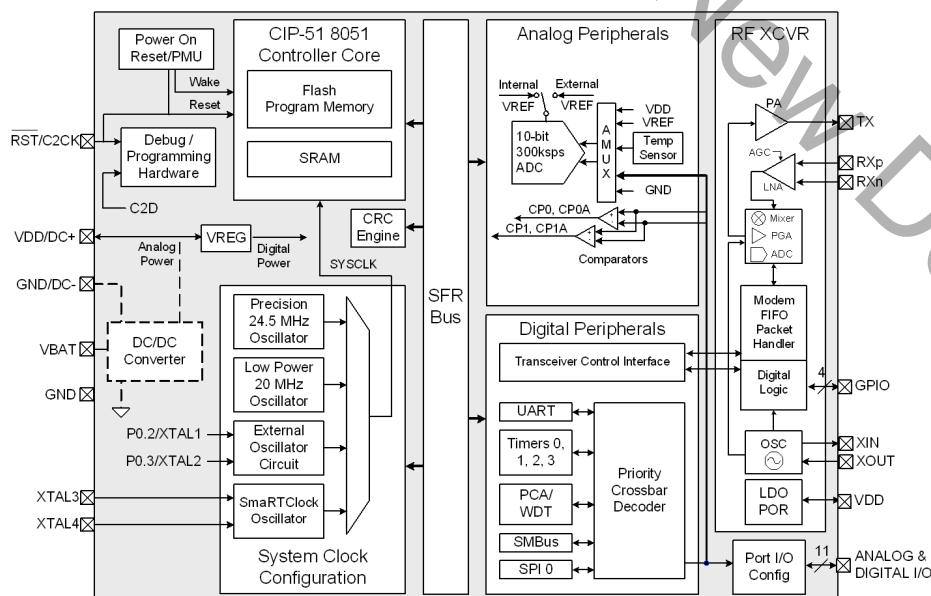 Power On
Reset/PMU
Wake
Reset
RST/C2CK
Debug /
Programming
Hardware
C2D
CIP-51 8051
Controller Core
Flash
Program Memory
SRAM
VDD/DC+
VREG
Analog
Power
Digital
Power
CRC
Engine
SYSCLK
GND/DC-
VBAT
DC/DC
Converter
GND
Precision
24.5 MHz
Oscillator
Low Power
20 MHz
Oscillator
P0.2/XTAL1
P0.3/XTAL2
External
Oscillator
Circuit
XTAL3
XTAL4
SmaRTClock
Oscillator
System Clock
Configuration
SFR
Bus
Analog Peripherals
Internal
VREF
External
VREF
10-bit
300ksps
ADC
AMUX
VDD
VREF
Temp
Sensor
GND
CP0, CP0A
CP1, CP1A
+
-
+
-
Comparators
Digital Peripherals
Transceiver Control Interface
UART
Timers 0,
1, 2, 3
PCA/
WDT
SMBus
SPI 0
Priority
Crossbar
Decoder
RF XCVR
PA
TX
AGC
LNA
RXp
RXn
Mixer
PGA
ADC
Modem
FIFO
Packet
Handler
Digital
Logic
4
GPIO
OSC
XIN
XOUT
LDO
POR
VDD
Port I/O
Config
11
ANALOG &
DIGITAL I/O
New D